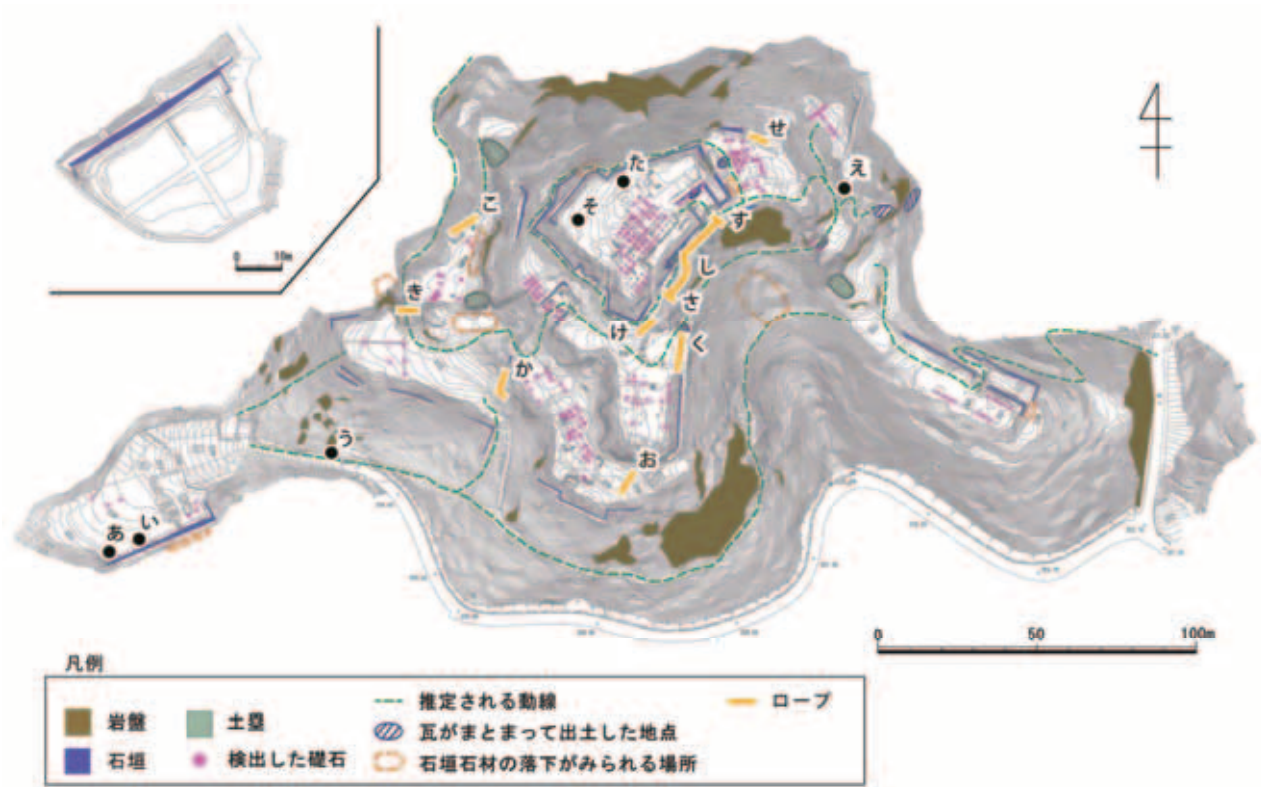 0 10m
せ
た
え
そ
こ
す
し
き
さ
け
く
か
お
う
い
あ
0 50 100m
凡例
岩盤
土塁
推定される動線
ロープ
瓦がまとまって出土した地点
石垣
検出した礎石
石垣石材の落下がみられる場所